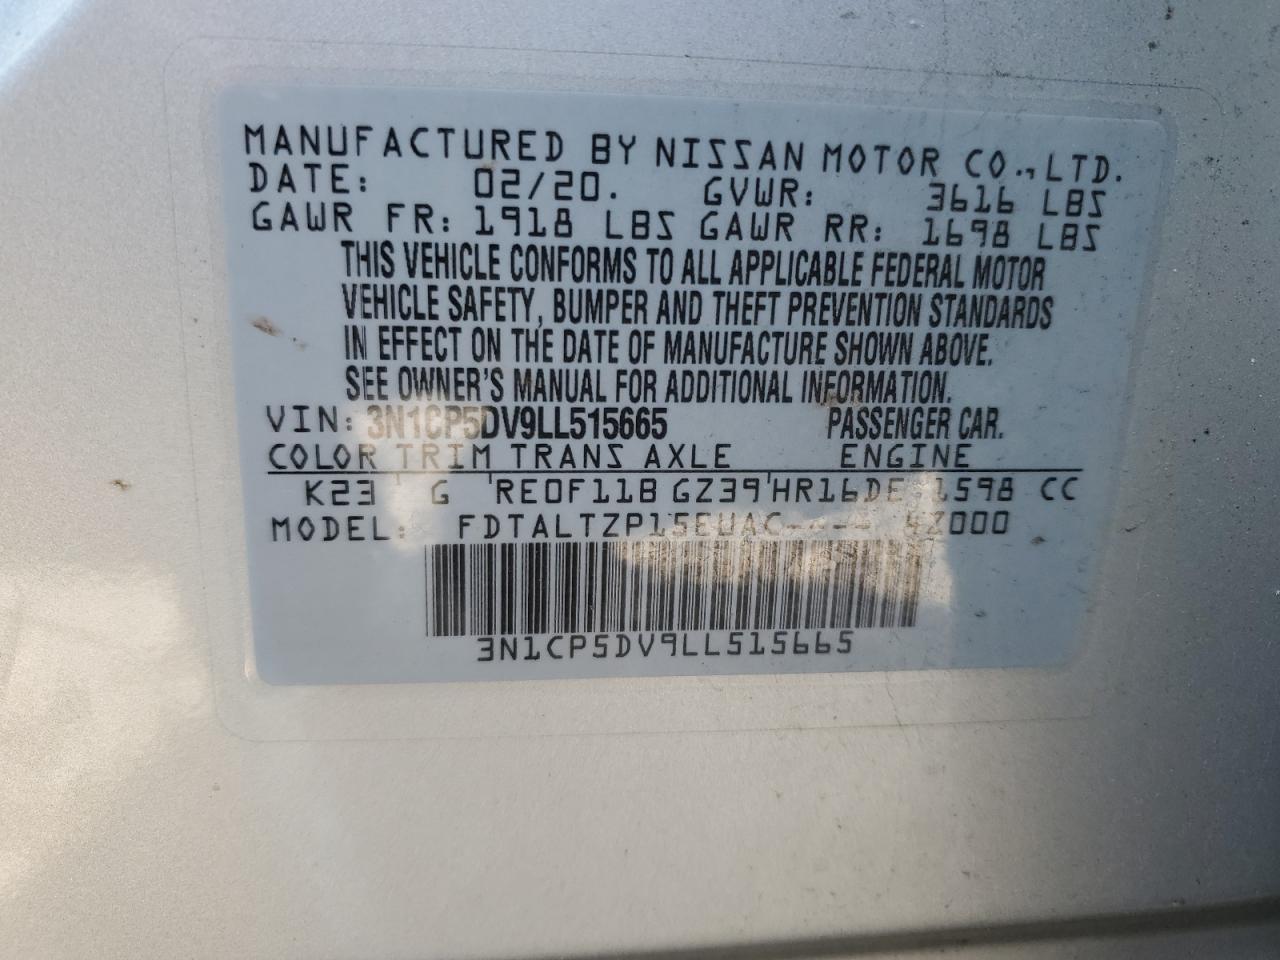 MANUFACTURED BY NISSAN MOTOR CO., LTD.
DATE: 02/20. GVWR: 3616 LBS
GAWR FR: 1918 LBS GAWR RR: 1698 LBS
THIS VEHICLE CONFORMS TO ALL APPLICABLE FEDERAL MOTOR
VEHICLE SAFETY, BUMPER AND THEFT PREVENTION STANDARDS
IN EFFECT ON THE DATE OF MANUFACTURE SHOWN ABOVE.
SEE OWNER'S MANUAL FOR ADDITIONAL INFORMATION.
VIN: 3N1CP5DV9LL515665 PASSENGER CAR.
COLOR TRIM TRANS AXLE ENGINE
K23 G RE0F11B GZ39 HR16DE 1598 CC
MODEL: FDTALTZP15EUAC----
3N1CP5DV9LL515665